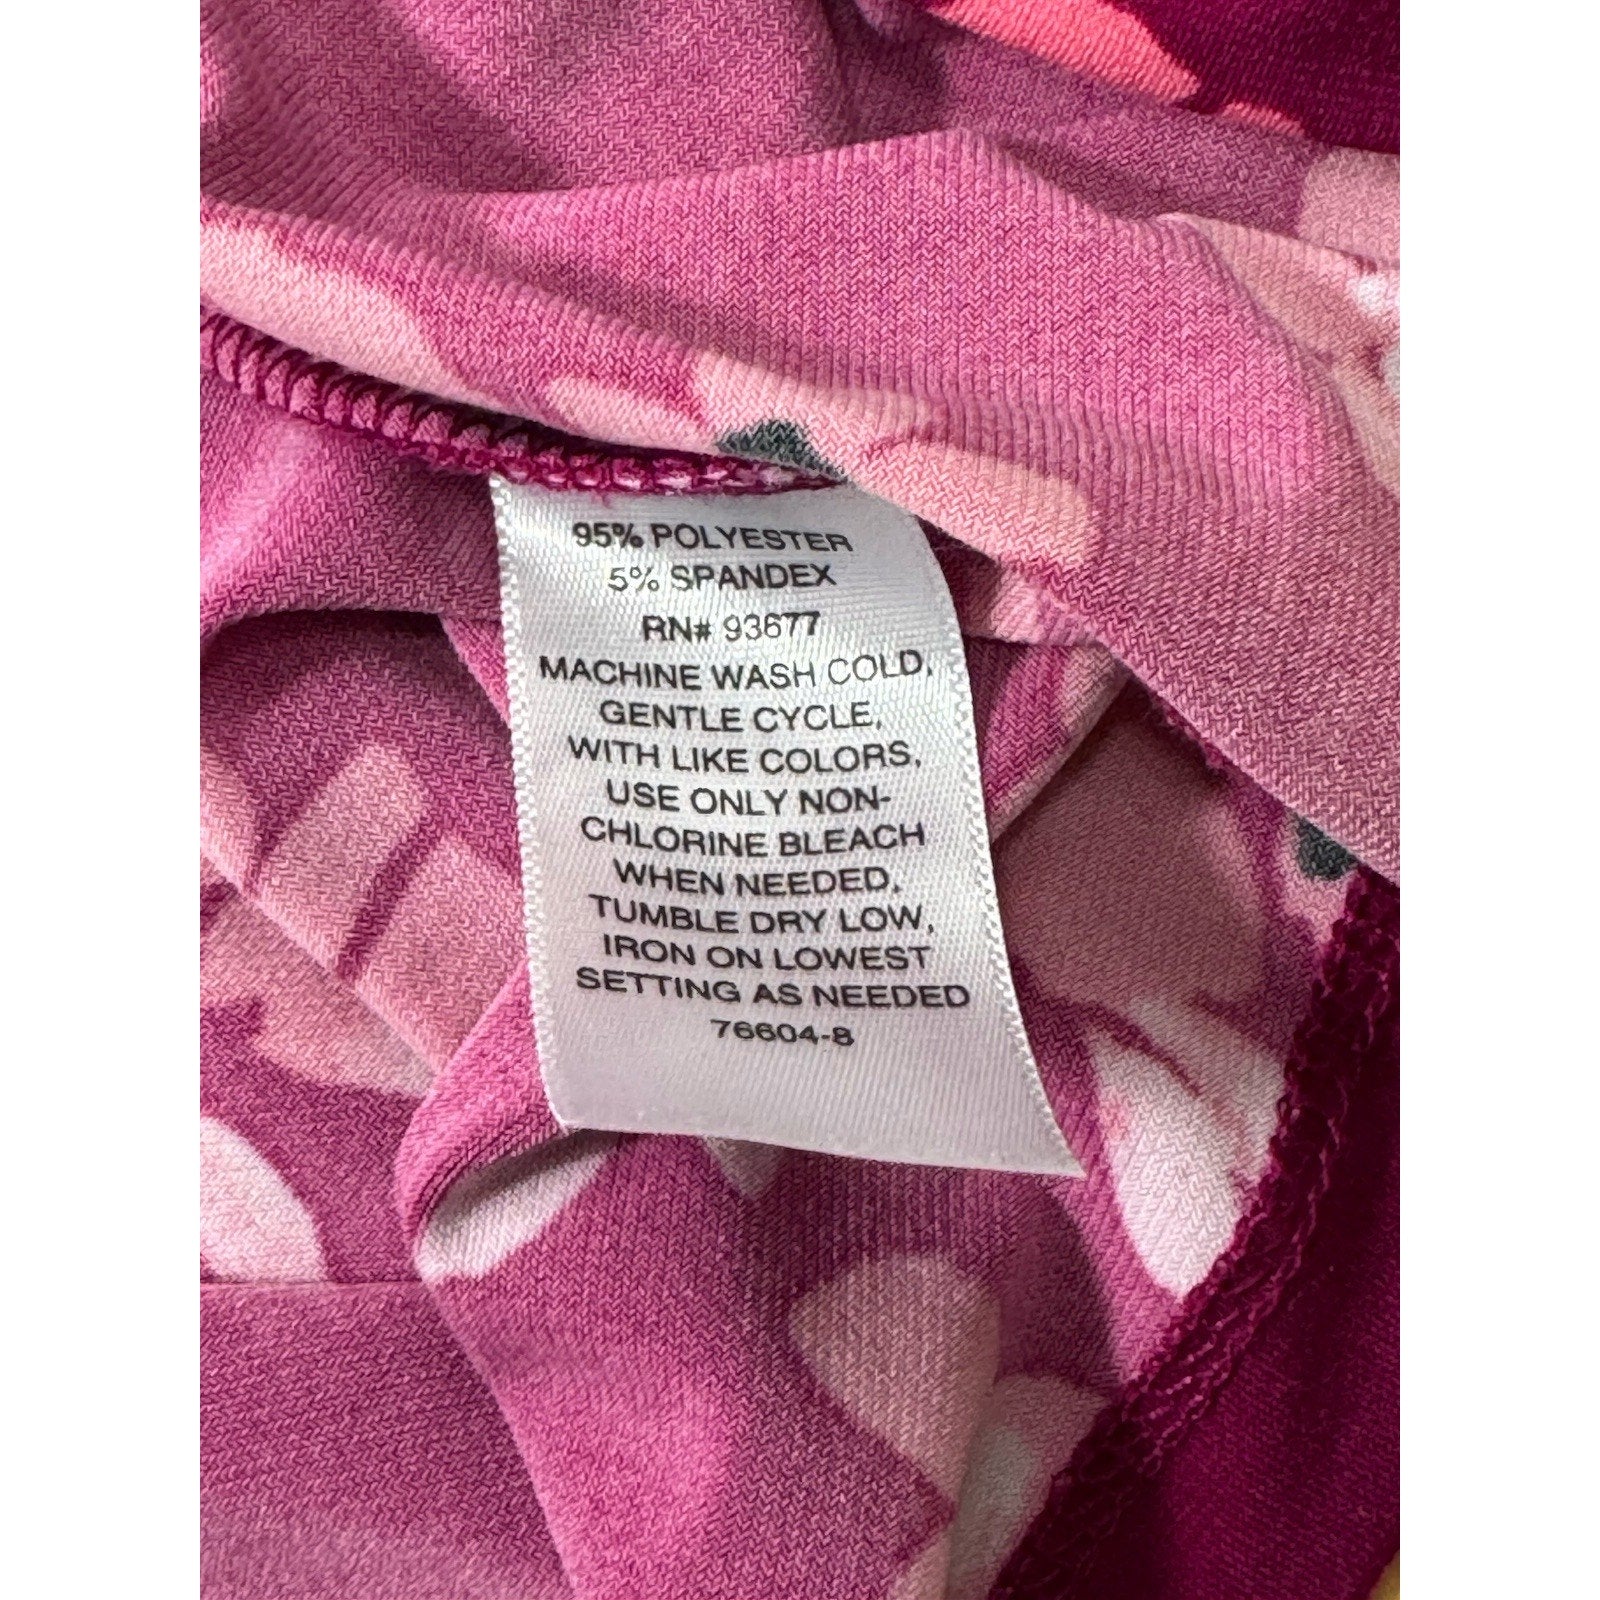 95% POLYESTER
5% SPANDEX
RN# 93677
MACHINE WASH COLD,
GENTLE CYCLE,
WITH LIKE COLORS,
USE ONLY NON-
CHLORINE BLEACH
WHEN NEEDED,
TUMBLE DRY LOW,
IRON ON LOWEST
SETTING AS NEEDED
76604-8